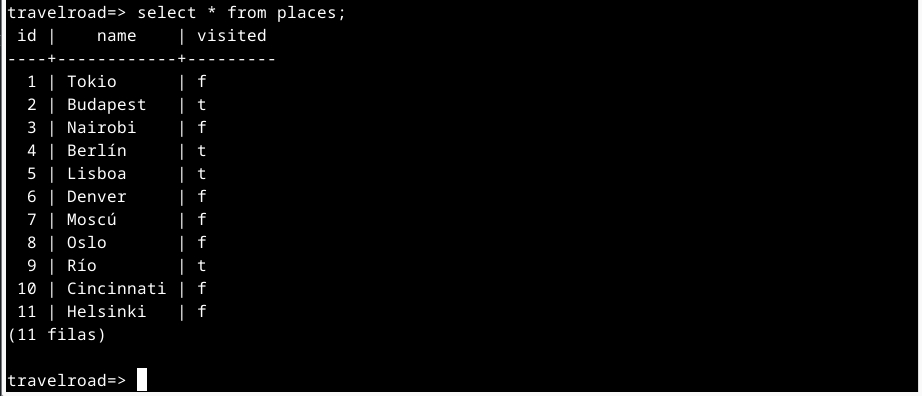 travelroad=> select * from places;
 id |    name    | visited
----+------------+---------
  1 | Tokio      | f
  2 | Budapest   | t
  3 | Nairobi    | f
  4 | Berlín     | t
  5 | Lisboa     | t
  6 | Denver     | f
  7 | Moscú      | f
  8 | Oslo       | f
  9 | Río        | t
 10 | Cincinnati | f
 11 | Helsinki   | f
(11 filas)
travelroad=>